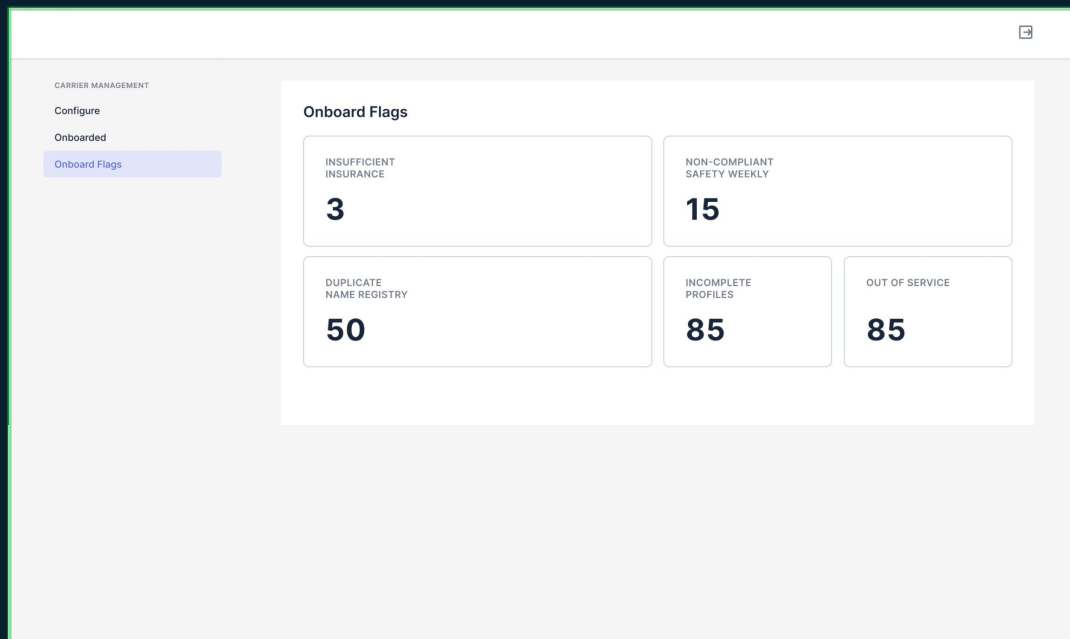 CARRIER MANAGEMENT
Configure
Onboarded
Onboard Flags
Onboard Flags
INSUFFICIENT
INSURANCE
3
NON-COMPLIANT
SAFETY WEEKLY
15
DUPLICATE
NAME REGISTRY
50
INCOMPLETE
PROFILES
85
OUT OF SERVICE
85